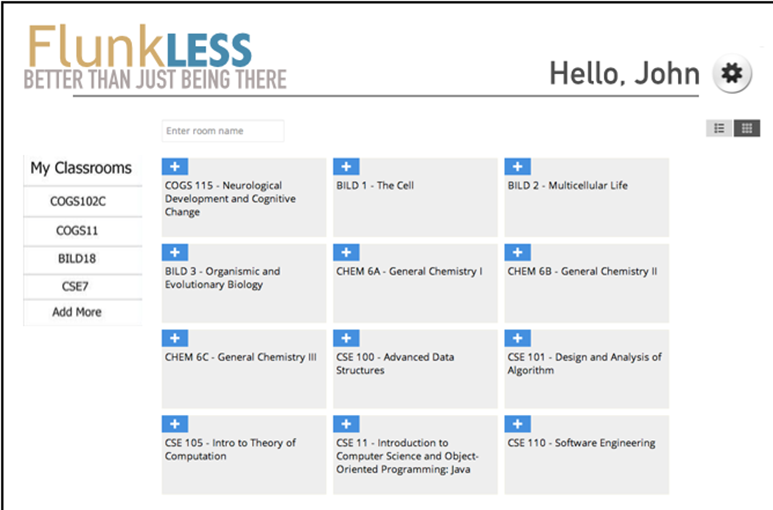 FlunkLESS
BETTER THAN JUST BEING THERE
Hello, John
Enter room name
My Classrooms
COGS102C
COGS11
BILD18
CSE7
Add More
COGS 115 - Neurological
Development and Cognitive
Change
BILD 1 - The Cell
BILD 2 - Multicellular Life
BILD 3 - Organismic and
Evolutionary Biology
CHEM 6A - General Chemistry I
CHEM 6B - General Chemistry II
CHEM 6C - General Chemistry III
CSE 100 - Advanced Data
Structures
CSE 101 - Design and Analysis of
Algorithm
CSE 105 - Intro to Theory of
Computation
CSE 11 - Introduction to
Computer Science and Object-
Oriented Programming: Java
CSE 110 - Software Engineering